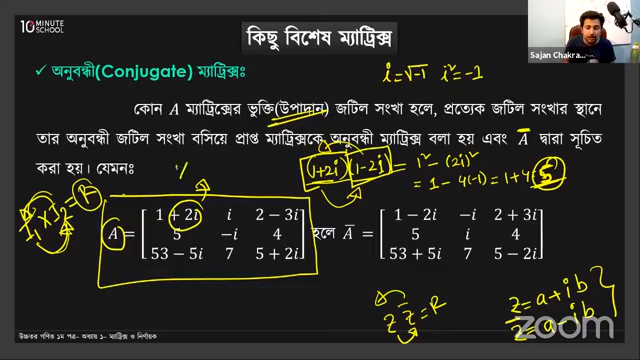 10 MINUTE SCHOOL
কিছু বিশেষ ম্যাট্রিক্স
Sajan Chakra...
✓ অনুবন্ধী(Conjugate) ম্যাট্রিক্সঃ
i=√-1 i²=-1
কোন A ম্যাট্রিক্সের ভুক্তি(উপাদান) জটিল সংখা হলে, প্রত্যেক জটিল সংখার স্থানে
তার অনুবন্ধী জটিল সংখা বসিয়ে প্রাপ্ত ম্যাট্রিক্সকে অনুবন্ধী ম্যাট্রিক্স বলা হয় এবং A̅ দ্বারা সূচিত
করা হয়। যেমনঃ
(1+2i)(1-2i) = 1² - (2i)²
= 1 - 4(-1) = 1+4 = 5
A = [ 1 + 2i i 2 - 3i
5 -i 4
53 - 5i 7 5 + 2i ] হলে A̅ = [ 1 - 2i -i 2 + 3i
5 i 4
53 + 5i 7 5 - 2i ]
z z̅ = R
z = a + ib
z̅ = a - ib
উচ্চতর গণিত ১ম পত্র- অধ্যায় ১- ম্যাট্রিক্স ও নির্ণায়ক
zoom